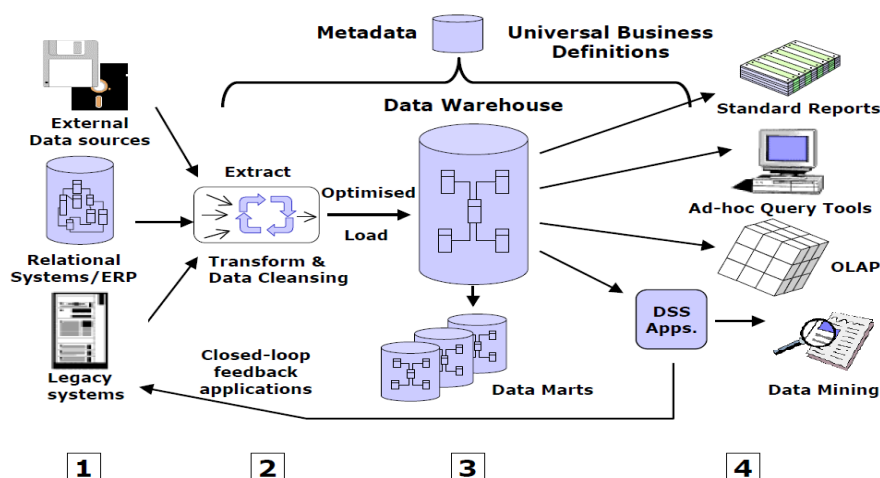 Metadata
Universal Business
Definitions
External
Data sources
Relational
Systems/ERP
Legacy
systems
Extract
Transform &
Data Cleansing
Optimised
Load
Data Warehouse
Data Marts
Closed-loop
feedback
applications
DSS
Apps.
Standard Reports
Ad-hoc Query Tools
OLAP
Data Mining
1
2
3
4